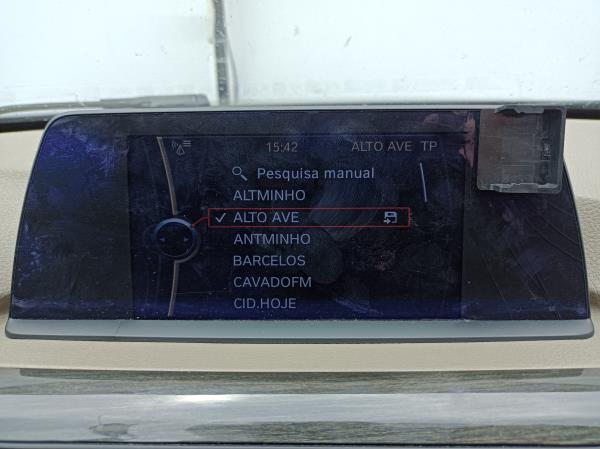 15:42 ALTO AVE TP
Pesquisa manual
ALTMINHO
ALTO AVE
ANTMINHO
BARCELOS
CAVADOFM
CID.HOJE